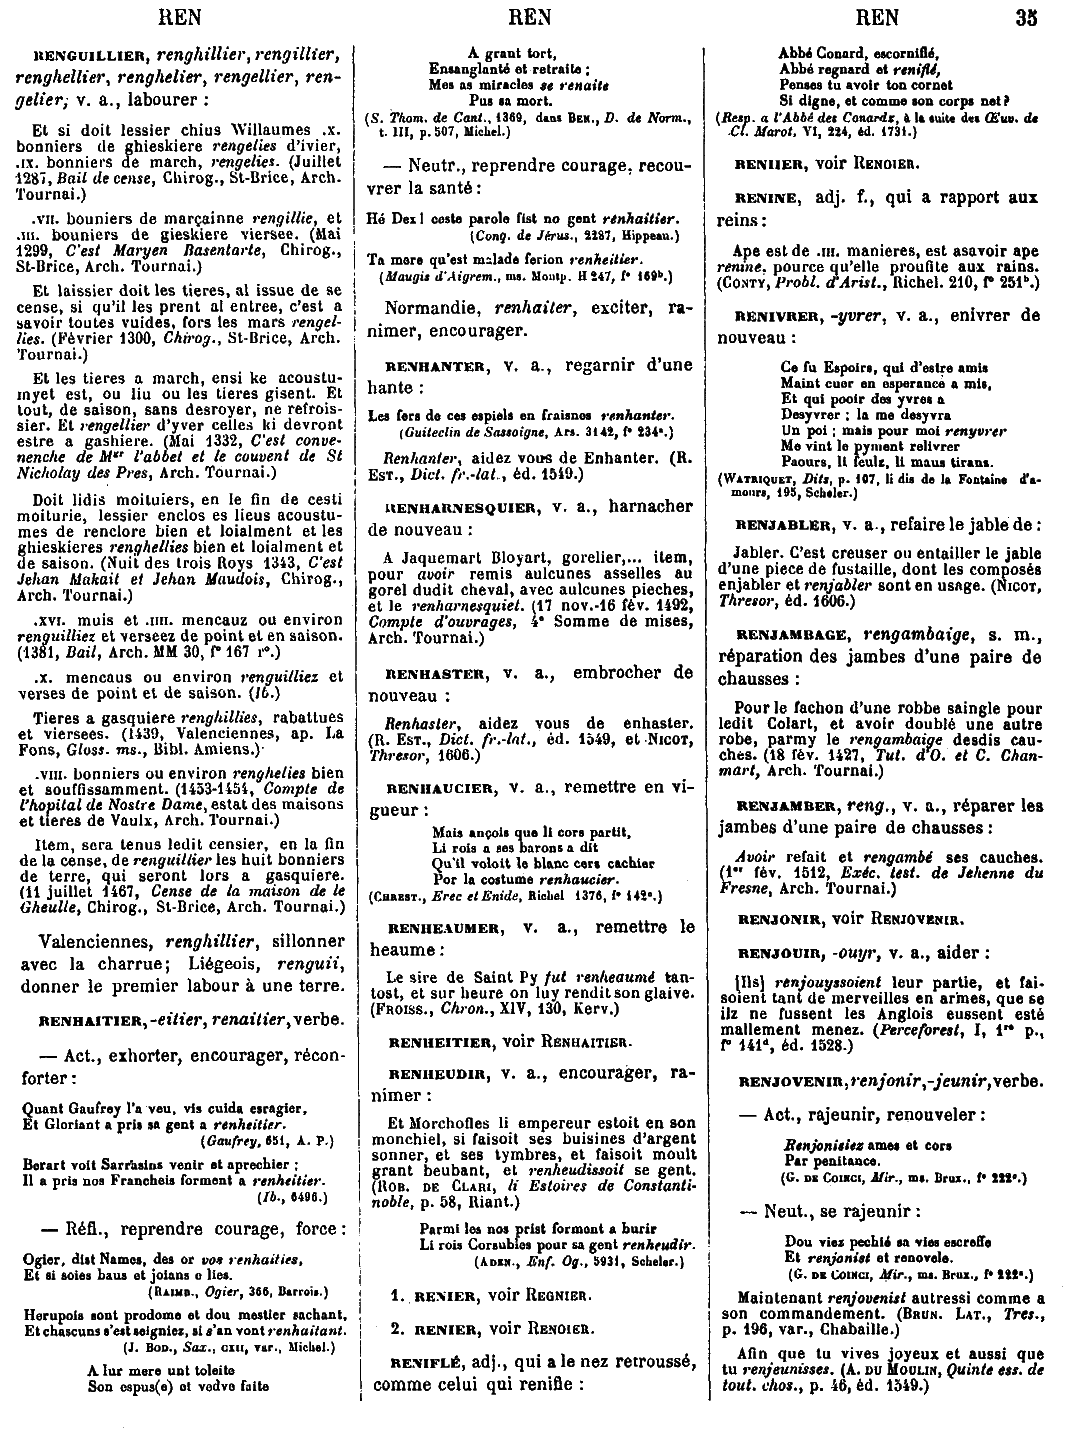 REN
REN
REN
35
RENGUILLIER, renghillier, rengillier,
renghellier, renghelier, rengellier, ren-
gelier, v. a., labourer :
Et si doit lessier chius Willaumes .x.
bonniers de ghieskiere rengelies d'ivier,
.ix. bonniers de march, rengelies. (Juillet
1287, Bail de cense, Chirog., St-Brice, Arch.
Tournai.)
.vii. bouniers de marçainne rengillie, et
.iii. bouniers de gieskiere viersee. (Mai
1299, C'est Maryen Basentarte, Chirog.,
St-Brice, Arch. Tournai.)
Et laissier doit les tieres, al issue de se
cense, si qu'il les prent al entree, c'est a
savoir toutes vuides, fors les mars rengel-
lies. (Février 1300, Chirog., St-Brice, Arch.
Tournai.)
Et les tieres a march, ensi ke acoustu-
myet est, ou liu ou les tieres gisent. Et
tout, de saison, sans desroyer, ne refrois-
sier. Et rengellier d'yver celles ki devront
estre a gashiere. (Mai 1332, C'est conve-
nenche de Mgr l'abbet et le couvent de St
Nicholay des Pres, Arch. Tournai.)
Doit lidis moituiers, en le fin de cesti
moiturie, lessier enclos es lieus acoustu-
mes de renclore bien et loialment et les
ghieskieres renghellies bien et loialment et
de saison. (Nuit des trois Roys 1343, C'est
Jehan Makait et Jehan Maudois, Chirog.,
Arch. Tournai.)
.xvi. muis et .iiii. mencauz ou environ
renguilliez et verseez de point et en saison.
(1381, Bail, Arch. MM 30, f° 167 r°.)
.x. mencaus ou environ renguilliez et
verses de point et de saison. (Ib.)
Tieres a gasquiere renghillies, rabattues
et viersees. (1439, Valenciennes, ap. La
Fons, Gloss. ms., Bibl. Amiens.)
.viii. bonniers ou environ renghelies bien
et souffissamment. (1453-1454, Compte de
l'hopital de Nostre Dame, estat des maisons
et tieres de Vaulx, Arch. Tournai.)
Item, sera tenus ledit censier, en la fin
de la cense, de renguillier les huit bonniers
de terre, qui seront lors a gasquiere.
(11 juillet 1467, Cense de la maison de le
Gheulle, Chirog., St-Brice, Arch. Tournai.)
Valenciennes, renghillier, sillonner
avec la charrue; Liégeois, renguii,
donner le premier labour à une terre.
RENHAITIER, -eitier, renaitier, verbe.
— Act., exhorter, encourager, récon-
forter :
Quant Gaufrey l'a veu, vis cuida esragier,
Et Gloriant a pris sa gent a renheitier.
(Gaufrey, 651, A. P.)
Berart voit Sarrasins venir et aprechier ;
Il a pris nos Francheis forment a renheitier.
(Ib., 6496.)
— Réfl., reprendre courage, force :
Ogier, dist Names, des or vos renhaities,
Et si soies baus et joians e lies.
(Raimb., Ogier, 366, Barrois.)
Herupois sont prodome et dou mestier sachant,
Et chascuns s'est seigniez, si s'an vont renhaitant.
(J. Bod., Sax., cxii, var., Michel.)
A lur mere unt toleite
Son espus(e) et vedve faite
A grant tort,
Ensanglanté et retraite ;
Mes as miracles se renaite
Pus sa mort.
(S. Thom. de Cant., 1369, dans Ben., D. de Norm.,
t. III, p. 507, Michel.)
— Neutr., reprendre courage, recou-
vrer la santé :
Hé Dex ! ceste parole fist no gent renhaitier.
(Conq. de Jérus., 2287, Hippeau.)
Ta mere qu'est malade ferion renheitier.
(Maugis d'Aigrem., ms. Montp. H 247, f° 169b.)
Normandie, renhaiter, exciter, ra-
nimer, encourager.
RENHANTER, v. a., regarnir d'une
hante :
Les fers de ces espiels en fraisnes renhanter.
(Guiteclin de Sassoigne, Ars. 3142, f° 234c.)
Renhanter, aidez vous de Enhanter. (R.
Est., Dict. fr.-lat., éd. 1549.)
RENHARNESQUIER, v. a., harnacher
de nouveau :
A Jaquemart Bloyart, gorelier,... item,
pour avoir remis aulcunes asselles au
gorel dudit cheval, avec aulcunes pieches,
et le renharnesquiet. (17 nov.-16 fév. 1492,
Compte d'ouvrages, 4e Somme de mises,
Arch. Tournai.)
RENHASTER, v. a., embrocher de
nouveau :
Renhaster, aidez vous de enhaster.
(R. Est., Dict. fr.-lat., éd. 1549, et Nicot,
Thresor, 1606.)
RENHAUCIER, v. a., remettre en vi-
gueur :
Mais ançois que li cors partit,
Li rois a ses barons a dit
Qu'il voloit le blanc cers cachier
Por la costume renhaucier.
(Chrest., Erec et Enide, Richel 1376, f° 142c.)
RENHEAUMER, v. a., remettre le
heaume :
Le sire de Saint Py fut renheaumé tan-
tost, et sur heure on luy rendit son glaive.
(Froiss., Chron., XIV, 130, Kerv.)
RENHEITIER, voir Renhaitier.
RENHEUDIR, v. a., encourager, ra-
nimer :
Et Morchofles li empereur estoit en son
monchiel, si faisoit ses buisines d'argent
sonner, et ses tymbres, et faisoit moult
grant beubant, et renheudissoit se gent.
(Rob. de Clari, li Estoires de Constanti-
noble, p. 58, Riant.)
Parmi les nos prist forment a burir
Li rois Corsubles pour sa gent renheudir.
(Aden., Enf. Og., 5931, Scheler.)
1. RENIER, voir Regnier.
2. RENIER, voir Renoier.
RENIFLÉ, adj., qui a le nez retroussé,
comme celui qui renifle :
Abbé Conard, escorniflé,
Abbé regnard et reniflé,
Penses tu avoir ton cornet
Si digne, et comme son corps net ?
(Resp. a l'Abbé des Conards, à la suite des Œuv. de
Cl. Marot, VI, 224, éd. 1731.)
RENIIER, voir Renoier.
RENINE, adj. f., qui a rapport aux
reins :
Ape est de .iii. manieres, est asavoir ape
renine, pource qu'elle proufite aux rains.
(Conty, Probl. d'Arist., Richel. 210, f° 251b.)
RENIVRER, -yvrer, v. a., enivrer de
nouveau :
Ce fu Espoirs, qui d'estre amis
Maint cuer en esperance a mis,
Et qui pooir des yvres a
Desyvrer ; la me desyvra
Un poi ; mais pour moi renyvrer
Me vint le pyment relivrer
Paours, li feulz, li maus tirans.
(Watriquet, Dits, p. 107, li dis de la Fontaine d'a-
mours, 195, Scheler.)
RENJABLER, v. a., refaire le jable de :
Jabler. C'est creuser ou entailler le jable
d'une piece de fustaille, dont les composés
enjabler et renjabler sont en usage. (Nicot,
Thresor, éd. 1606.)
RENJAMBAGE, rengambaige, s. m.,
réparation des jambes d'une paire de
chausses :
Pour le fachon d'une robbe saingle pour
ledit Colart, et avoir doublé une autre
robe, parmy le rengambaige desdis cau-
ches. (18 fév. 1427, Tut. d'O. et C. Chan-
mart, Arch. Tournai.)
RENJAMBER, reng., v. a., réparer les
jambes d'une paire de chausses :
Avoir refait et rengambé ses cauches.
(1er fév. 1512, Exéc. test. de Jehenne du
Fresne, Arch. Tournai.)
RENJONIR, voir Renjovenir.
RENJOUIR, -ouyr, v. a., aider :
[Ils] renjouyssoient leur partie, et fai-
soient tant de merveilles en armes, que se
ilz ne fussent les Anglois eussent esté
mallement menez. (Perceforest, I, 1re p.,
f° 141d, éd. 1528.)
RENJOVENIR, renjonir, -jeunir, verbe.
— Act., rajeunir, renouveler :
Renjonisiez ames et cors
Par penitance.
(G. de Coinci, Mir., ms. Brux., f° 222c.)
— Neut., se rajeunir :
Dou viez pechié sa vies escreffe
Et renjonist et renovele.
(G. de Coinci, Mir., ms. Brux., f° 222c.)
Maintenant renjovenist autressi comme a
son commandement. (Brun. Lat., Tres.,
p. 196, var., Chabaille.)
Afin que tu vives joyeux et aussi que
tu renjeunisses. (A. du Moulin, Quinte ess. de
tout. chos., p. 46, éd. 1549.)